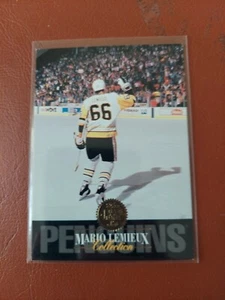 66
PENGUINS
MARIO LEMIEUX
Collection